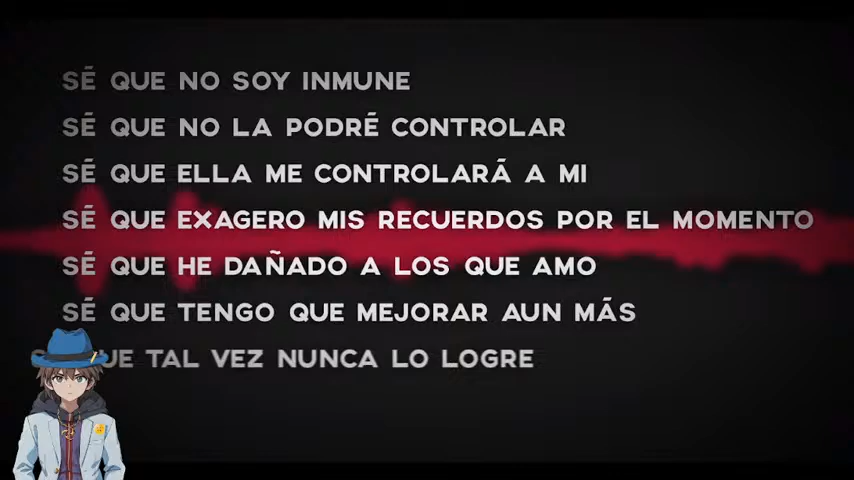 SÉ QUE NO SOY INMUNE
SÉ QUE NO LA PODRÉ CONTROLAR
SÉ QUE ELLA ME CONTROLARÁ A MI
SÉ QUE EXAGERO MIS RECUERDOS POR EL MOMENTO
SÉ QUE HE DAÑADO A LOS QUE AMO
SÉ QUE TENGO QUE MEJORAR AUN MÁS
TAL VEZ NUNCA LO LOGRE